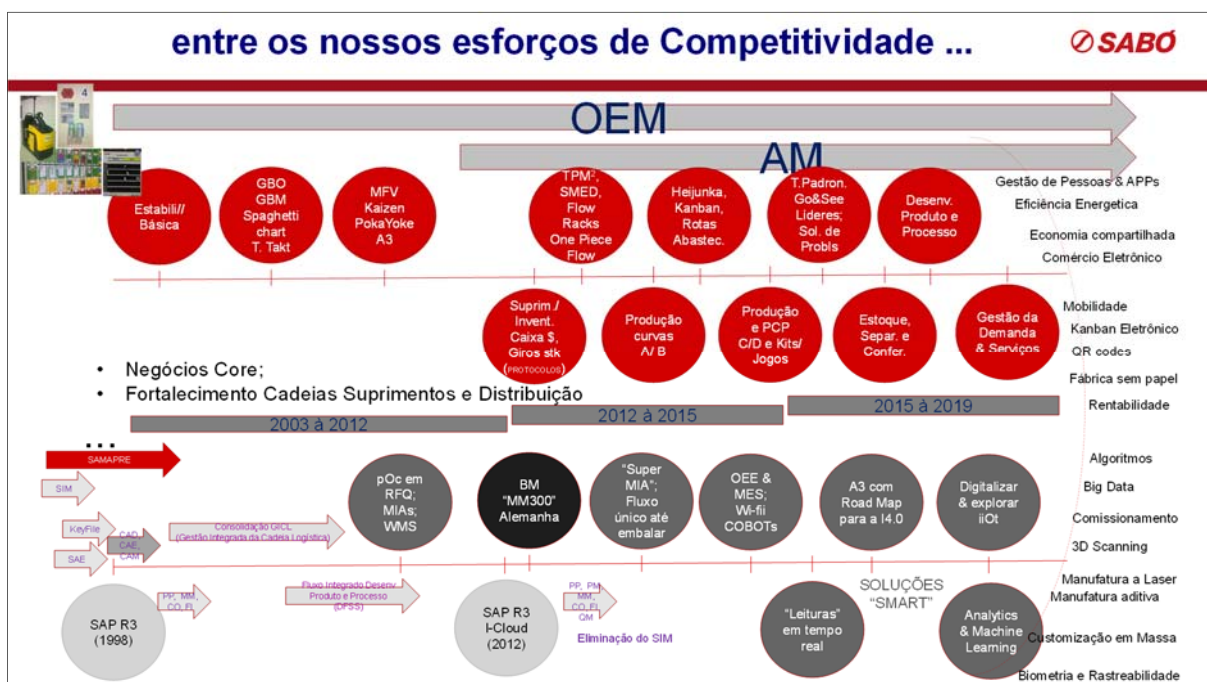 entre os nossos esforços de Competitividade ...
SABÓ
4
OEM
AM
Estabili//
Básica
GBO
GBM
Spaghetti
chart
T. Takt
MFV
Kaizen
PokaYoke
A3
TPM²,
SMED,
Flow
Racks
One Piece
Flow
Heijunka,
Kanban,
Rotas
Abastec.
T.Padron.
Go&See
Lideres;
Sol. de
Probls
Desenv.
Produto e
Processo
Gestão de Pessoas & APPs
Eficiência Energetica
Economia compartilhada
Comércio Eletrônico
Suprim./
Invent.
Caixa $,
Giros stk
(PROTOCOLOS)
Produção
curvas
A/ B
Produção
e PCP
C/D e Kits/
Jogos
Estoque,
Separ. e
Confer.
Gestão da
Demanda
& Serviços
Mobilidade
Kanban Eletrônico
QR codes
Fábrica sem papel
Rentabilidade
• Negócios Core;
• Fortalecimento Cadeias Suprimentos e Distribuição
2003 à 2012
2012 à 2015
2015 à 2019
...
SAMAPRE
SIM
KeyFile
SAE
CAD,
CAE,
CAM
Consolidação GICL
(Gestão Integrada da Cadeia Logística)
pOc em
RFQ;
MIAs;
WMS
BM
"MM300"
Alemanha
"Super
MIA";
Fluxo
único até
embalar
OEE &
MES;
Wi-fii
COBOTs
A3 com
Road Map
para a I4.0
Digitalizar
& explorar
iiOt
Algoritmos
Big Data
Comissionamento
3D Scanning
SAP R3
(1998)
PP, MM,
CO, FI,
Fluxo Integrado Desenv.
Produto e Processo
(DFSS)
SAP R3
I-Cloud
(2012)
PP, PM,
MM,
CO, FI,
QM
Eliminação do SIM
"Leituras"
em tempo
real
SOLUÇÕES
"SMART"
Analytics
& Machine
Learning
Manufatura a Laser
Manufatura aditiva
Customização em Massa
Biometria e Rastreabilidade